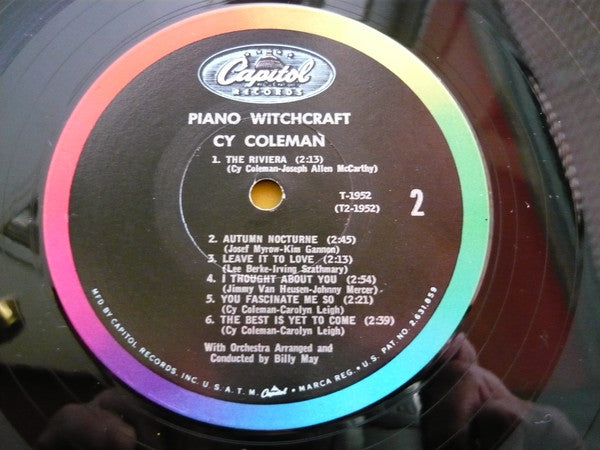 Capitol
RECORDS
PIANO WITCHCRAFT
CY COLEMAN
1. THE RIVIERA (2:13)
(Cy Coleman-Joseph Allen McCarthy)
T-1952
(T2-1952)
2
2. AUTUMN NOCTURNE (2:45)
(Josef Myrow-Kim Gannon)
3. LEAVE IT TO LOVE (2:13)
(Lee Berke-Irving Szathmary)
4. I THOUGHT ABOUT YOU (2:54)
(Jimmy Van Heusen-Johnny Mercer)
5. YOU FASCINATE ME SO (2:21)
(Cy Coleman-Carolyn Leigh)
6. THE BEST IS YET TO COME (2:39)
(Cy Coleman-Carolyn Leigh)
With Orchestra Arranged and
Conducted by Billy May
MFD. BY CAPITOL RECORDS, INC. U.S.A. T.M. Capitol MARCA REG. • U.S. PAT. NO. 2,631,859